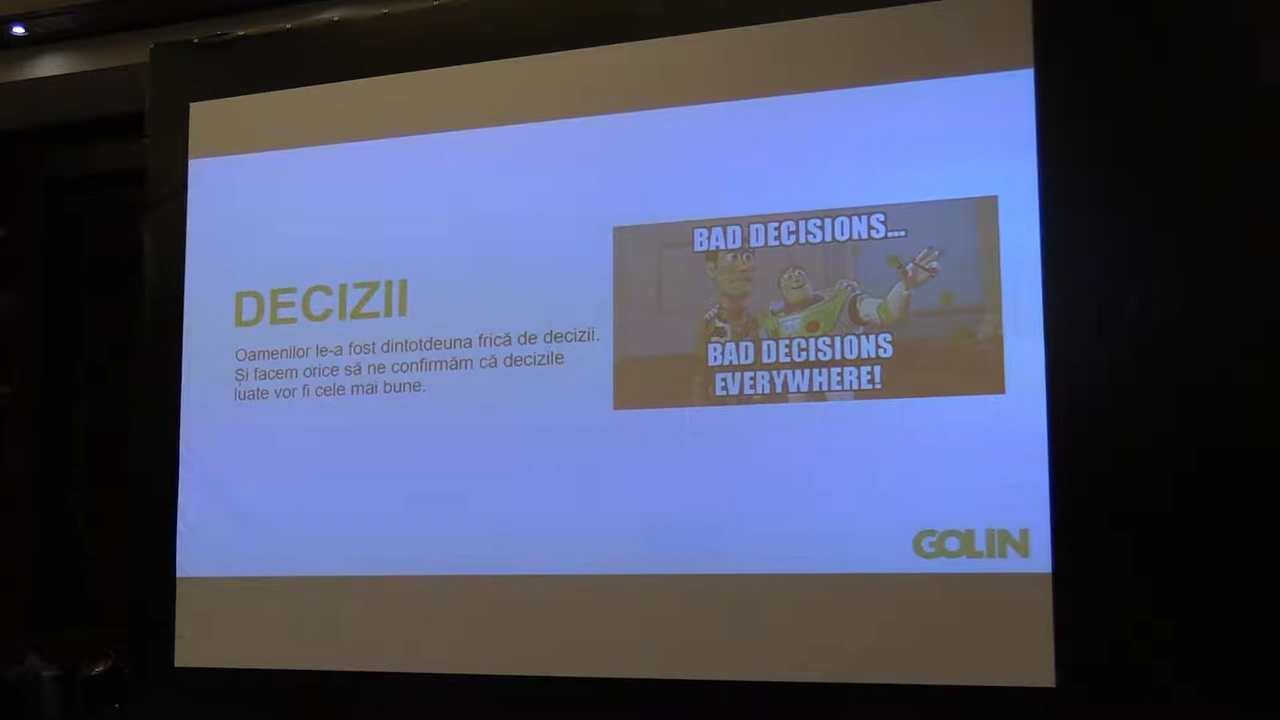 DECIZII
Oamenilor le-a fost dintotdeuna frică de decizii.
Și facem orice să ne confirmăm că decizile
luate vor fi cele mai bune.
BAD DECISIONS...
BAD DECISIONS
EVERYWHERE!
GOLIN